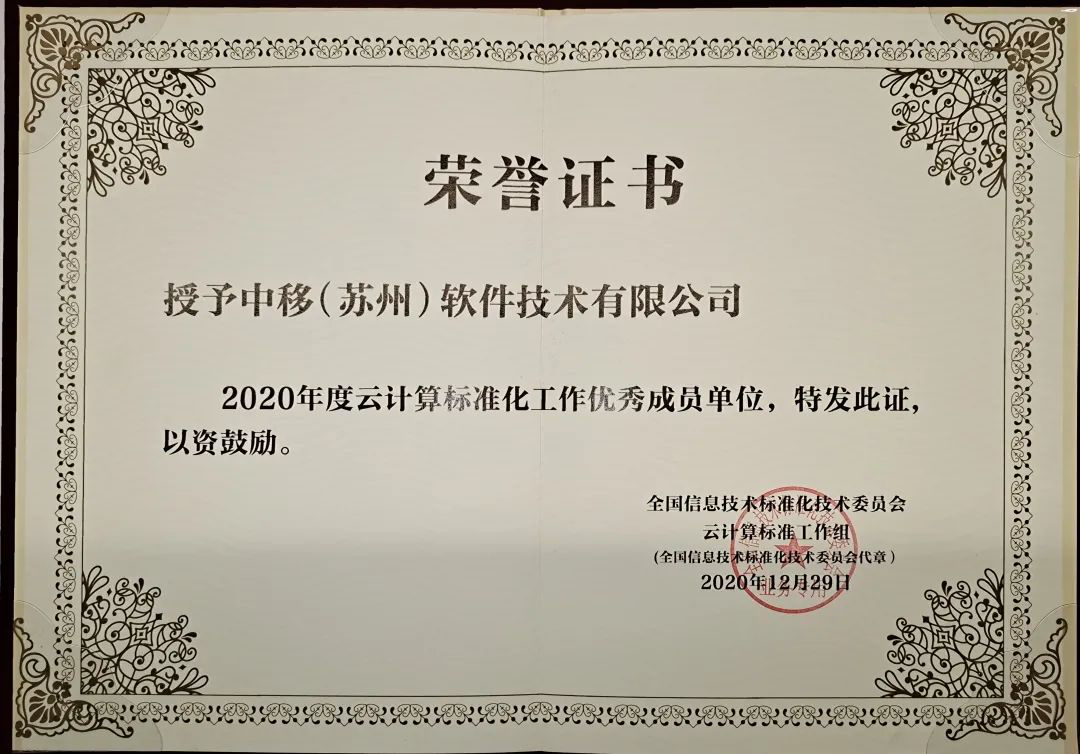 荣誉证书
授予中移（苏州）软件技术有限公司
2020年度云计算标准化工作优秀成员单位，特发此证，
以资鼓励。
全国信息技术标准化技术委员会
云计算标准工作组
（全国信息技术标准化技术委员会代章）
2020年12月29日
业务专用